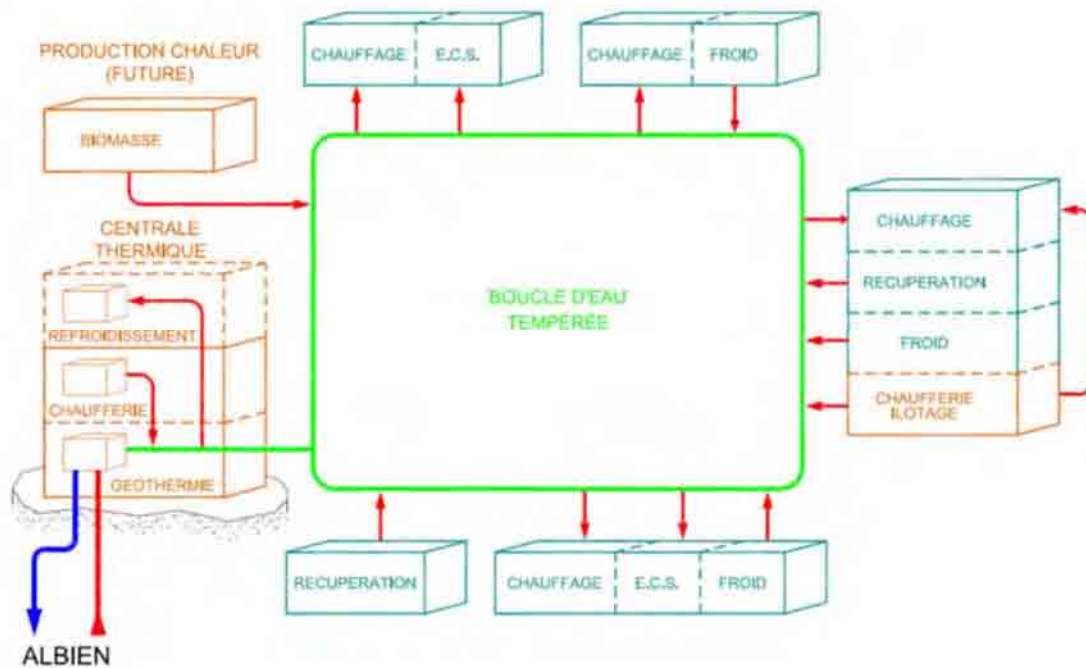 PRODUCTION CHALEUR
(FUTURE)
BIOMASSE
CHAUFFAGE
E.C.S.
CHAUFFAGE
FROID
CENTRALE
THERMIQUE
REFROIDISSEMENT
CHAUFFERIE
GEOTHERMIE
ALBIEN
BOUCLE D'EAU
TEMPÉRÉE
CHAUFFAGE
RECUPERATION
FROID
CHAUFFERIE
ILOTAGE
RECUPERATION
CHAUFFAGE
E.C.S.
FROID